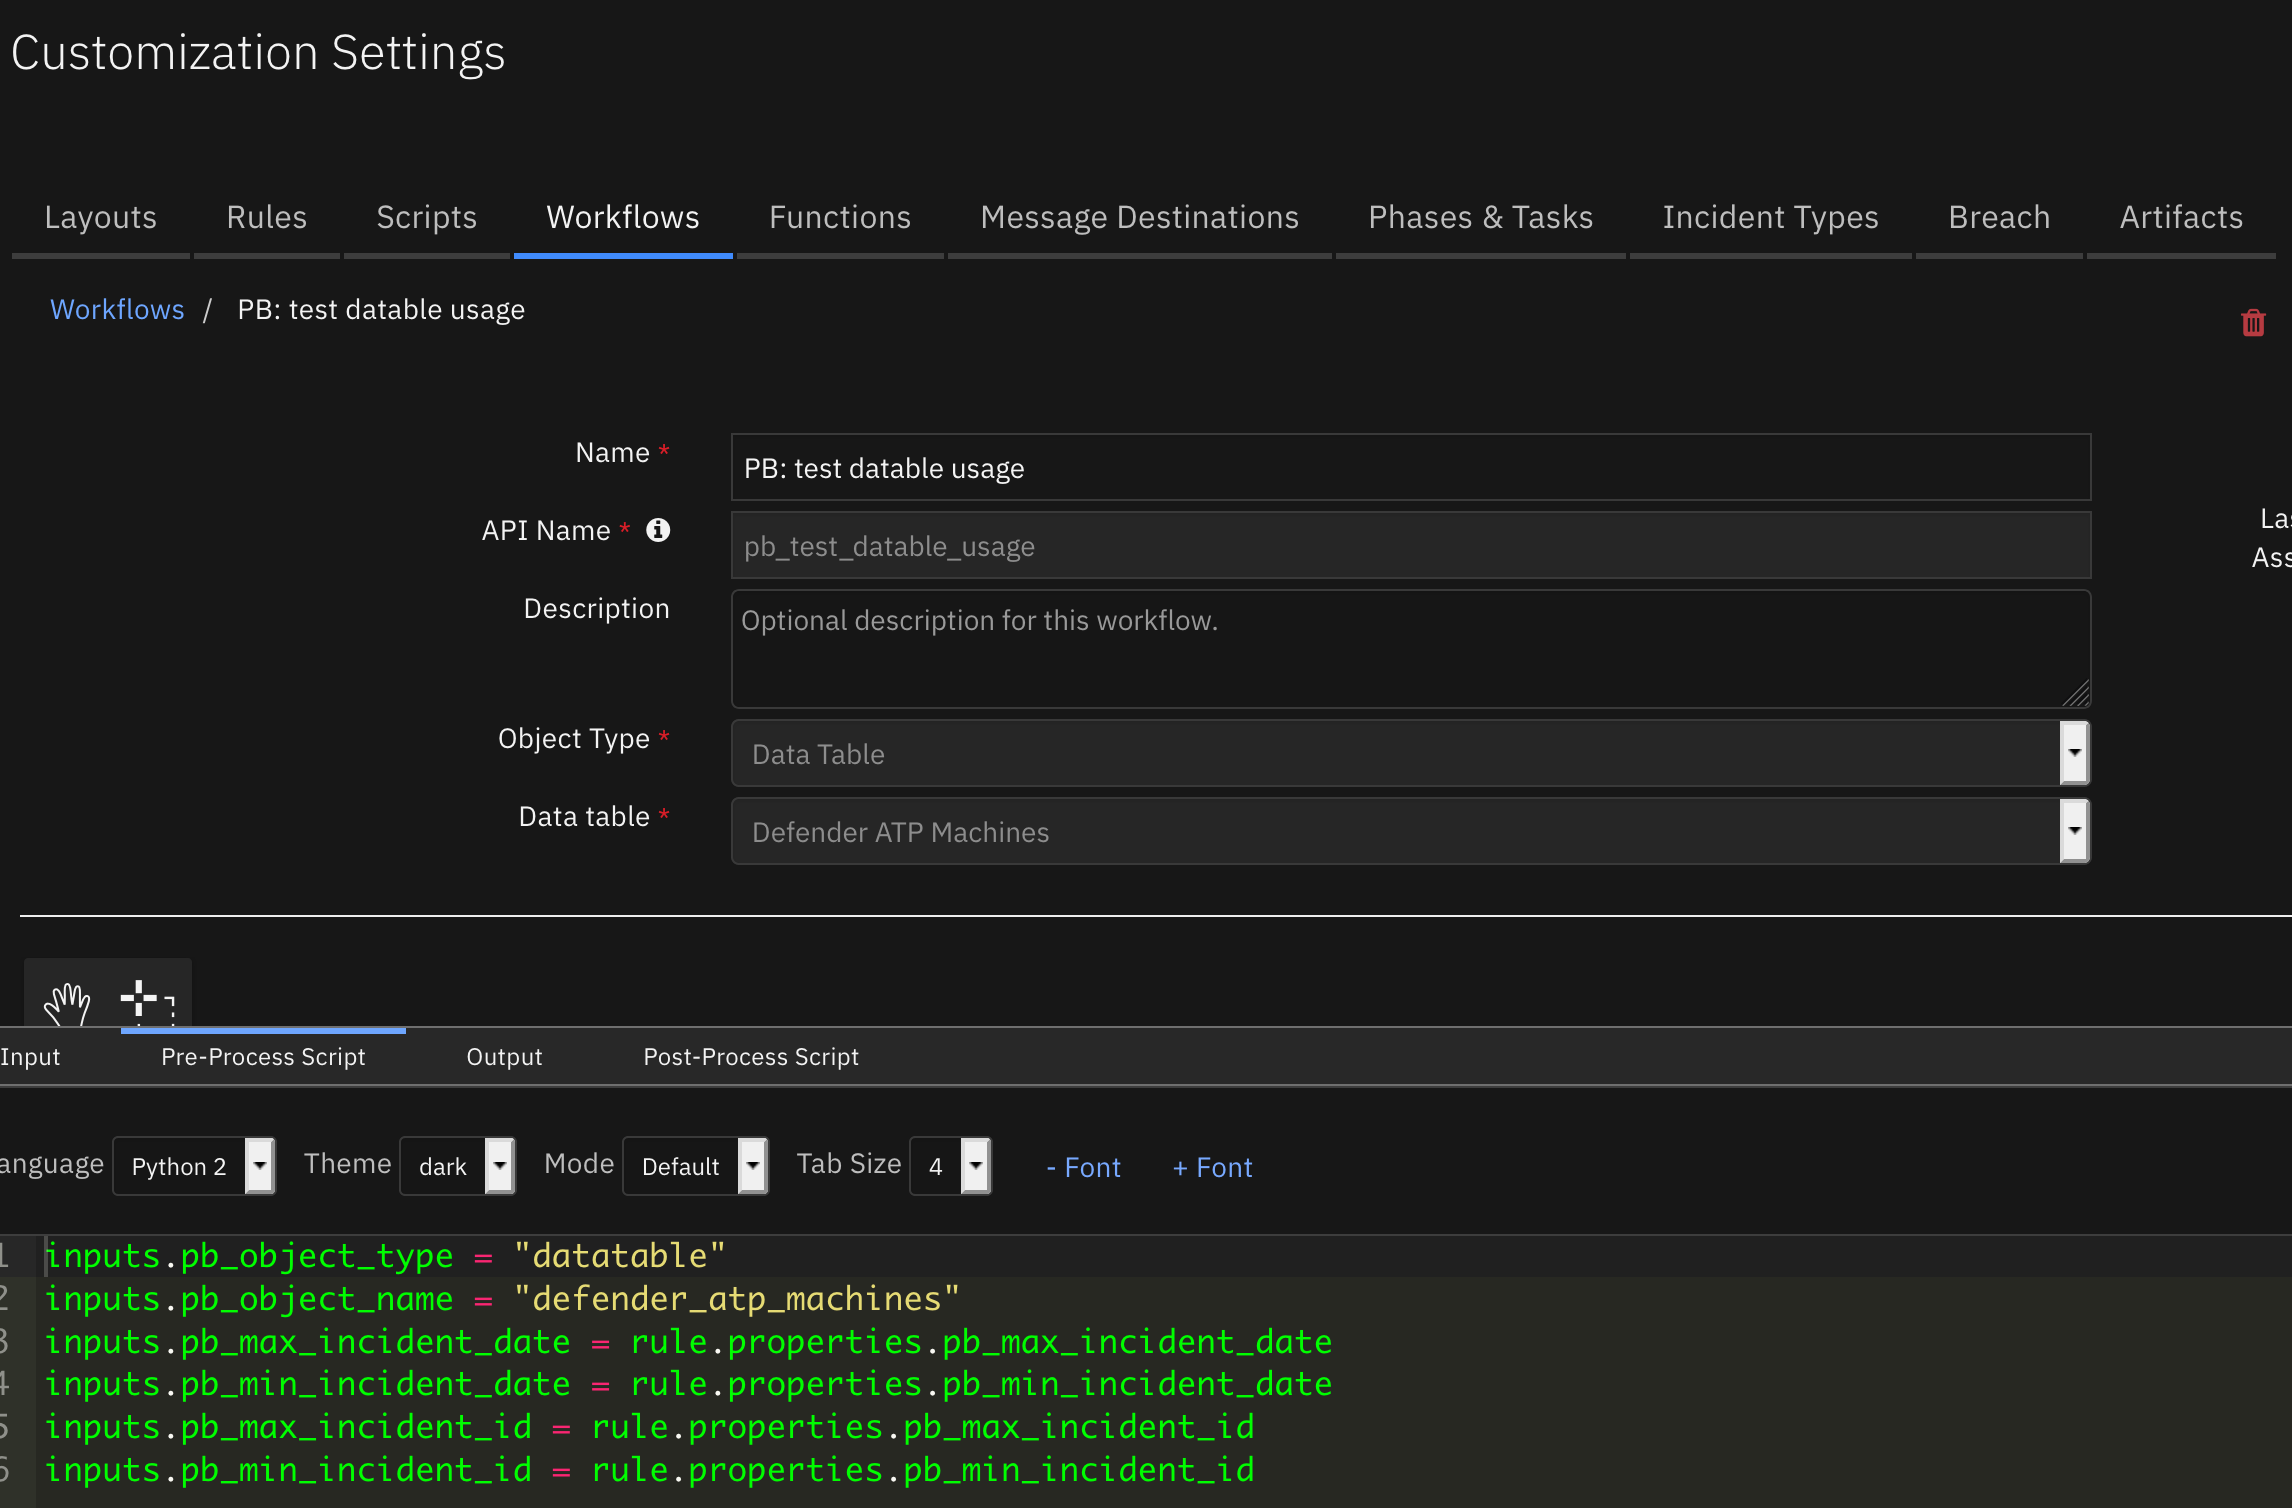 Customization Settings
Layouts Rules Scripts Workflows Functions Message Destinations Phases & Tasks Incident Types Breach Artifacts
Workflows / PB: test datable usage
Name * PB: test datable usage
API Name * pb_test_datable_usage
Description Optional description for this workflow.
Object Type * Data Table
Data table * Defender ATP Machines
Input Pre-Process Script Output Post-Process Script
anguage Python 2 Theme dark Mode Default Tab Size 4 - Font + Font
1 inputs.pb_object_type = "datatable"
2 inputs.pb_object_name = "defender_atp_machines"
3 inputs.pb_max_incident_date = rule.properties.pb_max_incident_date
4 inputs.pb_min_incident_date = rule.properties.pb_min_incident_date
5 inputs.pb_max_incident_id = rule.properties.pb_max_incident_id
6 inputs.pb_min_incident_id = rule.properties.pb_min_incident_id